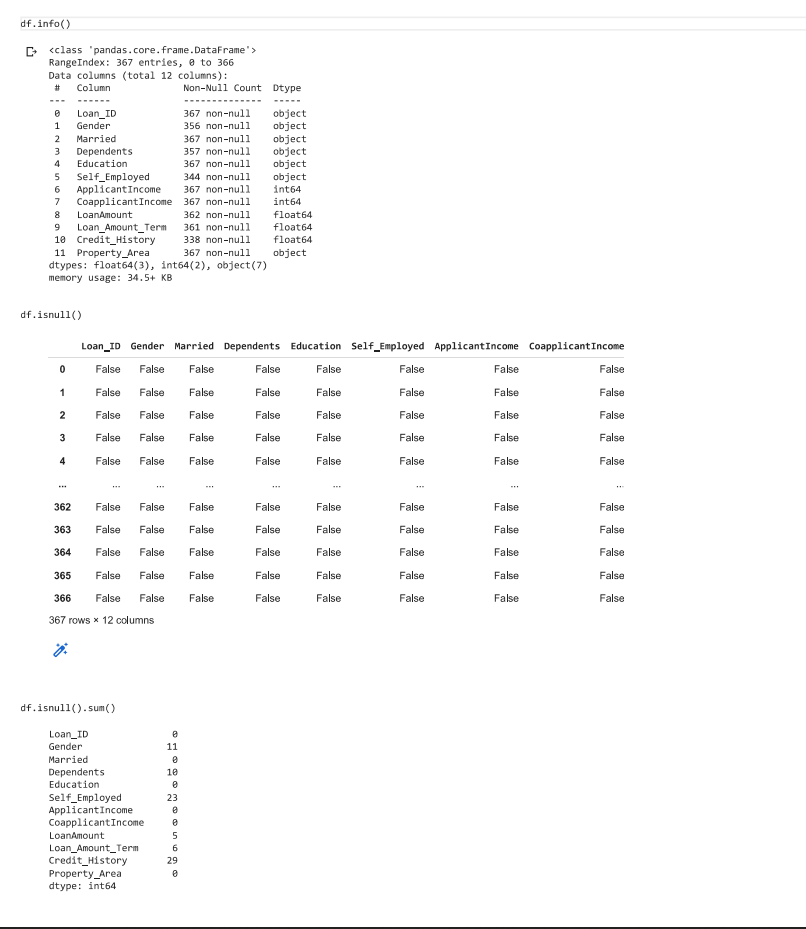 df.info()
<class 'pandas.core.frame.DataFrame'>
RangeIndex: 367 entries, 0 to 366
Data columns (total 12 columns):
 #   Column             Non-Null Count  Dtype
---  ------             --------------  -----
 0   Loan_ID            367 non-null    object
 1   Gender             356 non-null    object
 2   Married            367 non-null    object
 3   Dependents         357 non-null    object
 4   Education          367 non-null    object
 5   Self_Employed      344 non-null    object
 6   ApplicantIncome    367 non-null    int64
 7   CoapplicantIncome  367 non-null    int64
 8   LoanAmount         362 non-null    float64
 9   Loan_Amount_Term   361 non-null    float64
 10  Credit_History     338 non-null    float64
 11  Property_Area      367 non-null    object
dtypes: float64(3), int64(2), object(7)
memory usage: 34.5+ KB
df.isnull()
Loan_ID Gender Married Dependents Education Self_Employed ApplicantIncome CoapplicantIncome
0 False False False False False False False False
1 False False False False False False False False
2 False False False False False False False False
3 False False False False False False False False
4 False False False False False False False False
... ... ... ... ... ... ... ... ...
362 False False False False False False False False
363 False False False False False False False False
364 False False False False False False False False
365 False False False False False False False False
366 False False False False False False False False
367 rows × 12 columns
df.isnull().sum()
Loan_ID 0
Gender 11
Married 0
Dependents 10
Education 0
Self_Employed 23
ApplicantIncome 0
CoapplicantIncome 0
LoanAmount 5
Loan_Amount_Term 6
Credit_History 29
Property_Area 0
dtype: int64